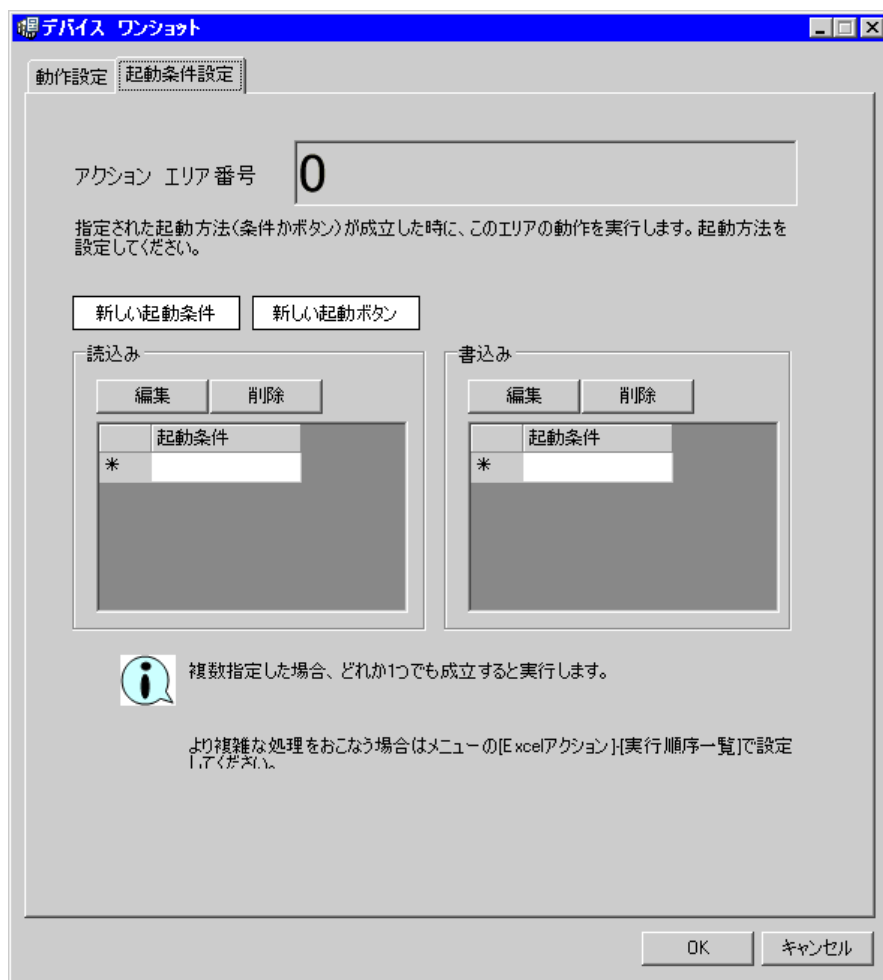 デバイス ワンショット
動作設定 起動条件設定
アクション エリア番号 0
指定された起動方法(条件かボタン)が成立した時に、このエリアの動作を実行します。起動方法を
設定してください。
新しい起動条件 新しい起動ボタン
読込み
編集 削除
起動条件
*
書込み
編集 削除
起動条件
*
複数指定した場合、どれか1つでも成立すると実行します。
より複雑な処理をおこなう場合はメニューの[Excelアクション]-[実行順序一覧]で設定
してください。
OK キャンセル